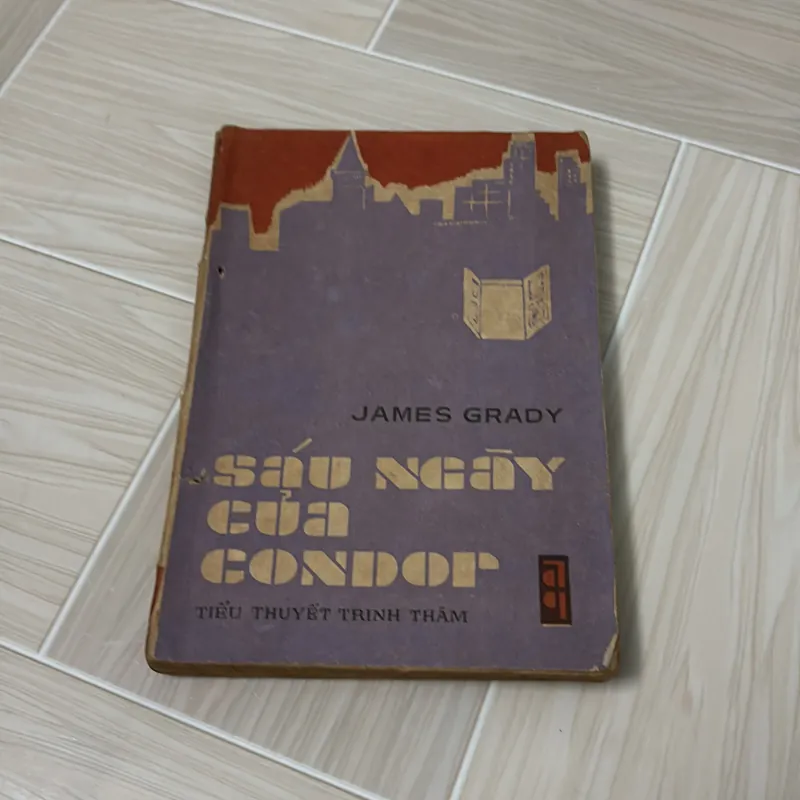 JAMES GRADY
SÁU NGÀY
CỦA
CONDOR
TIỂU THUYẾT TRINH THÁM